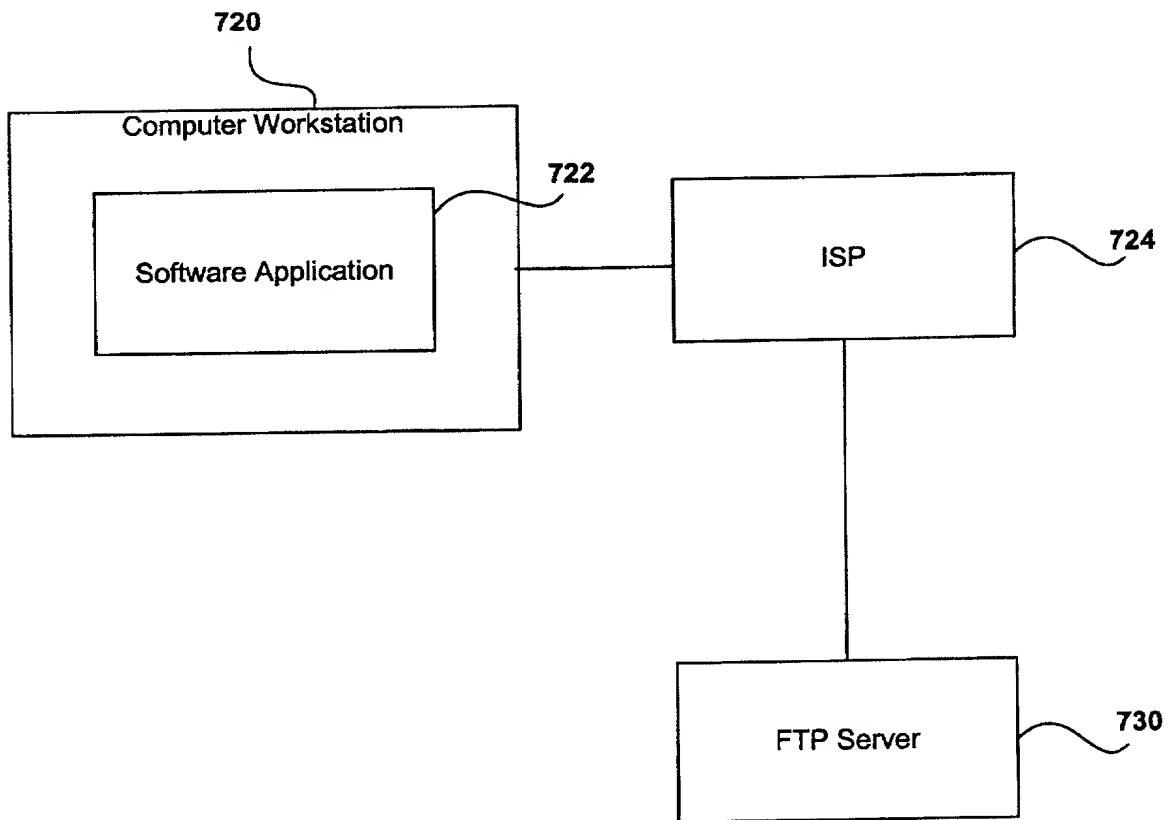 720
Computer Workstation
722
Software Application
ISP
724
FTP Server
730